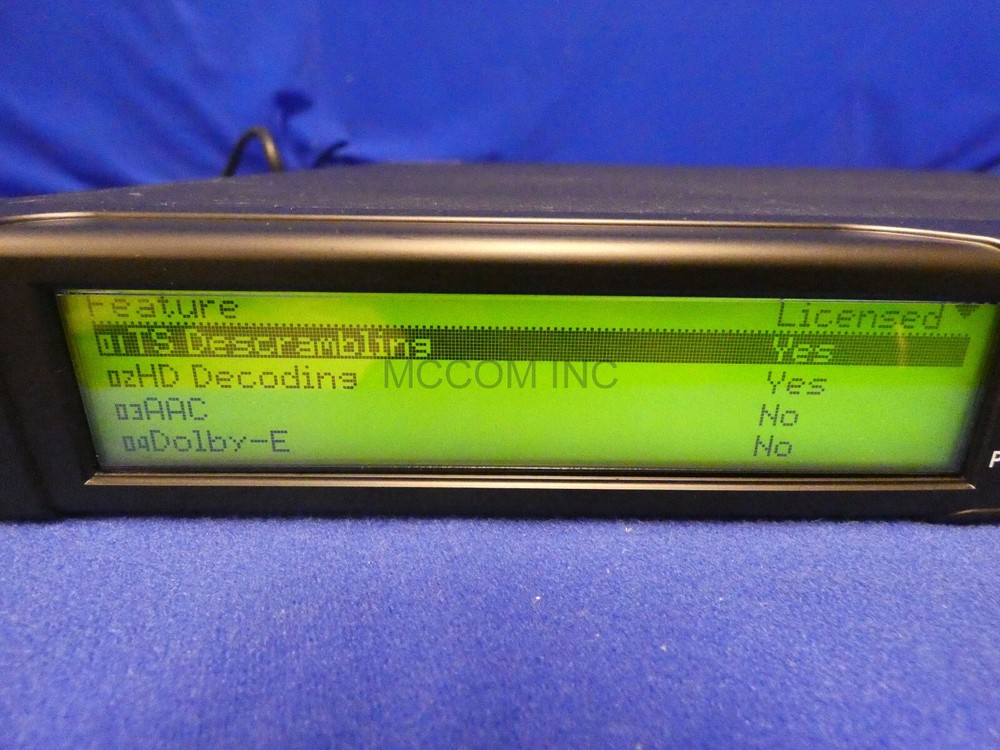 Feature Licensed
01TS Descrambling Yes
02HD Decoding Yes
MCCOM INC
03AAC No
04Dolby-E No
P